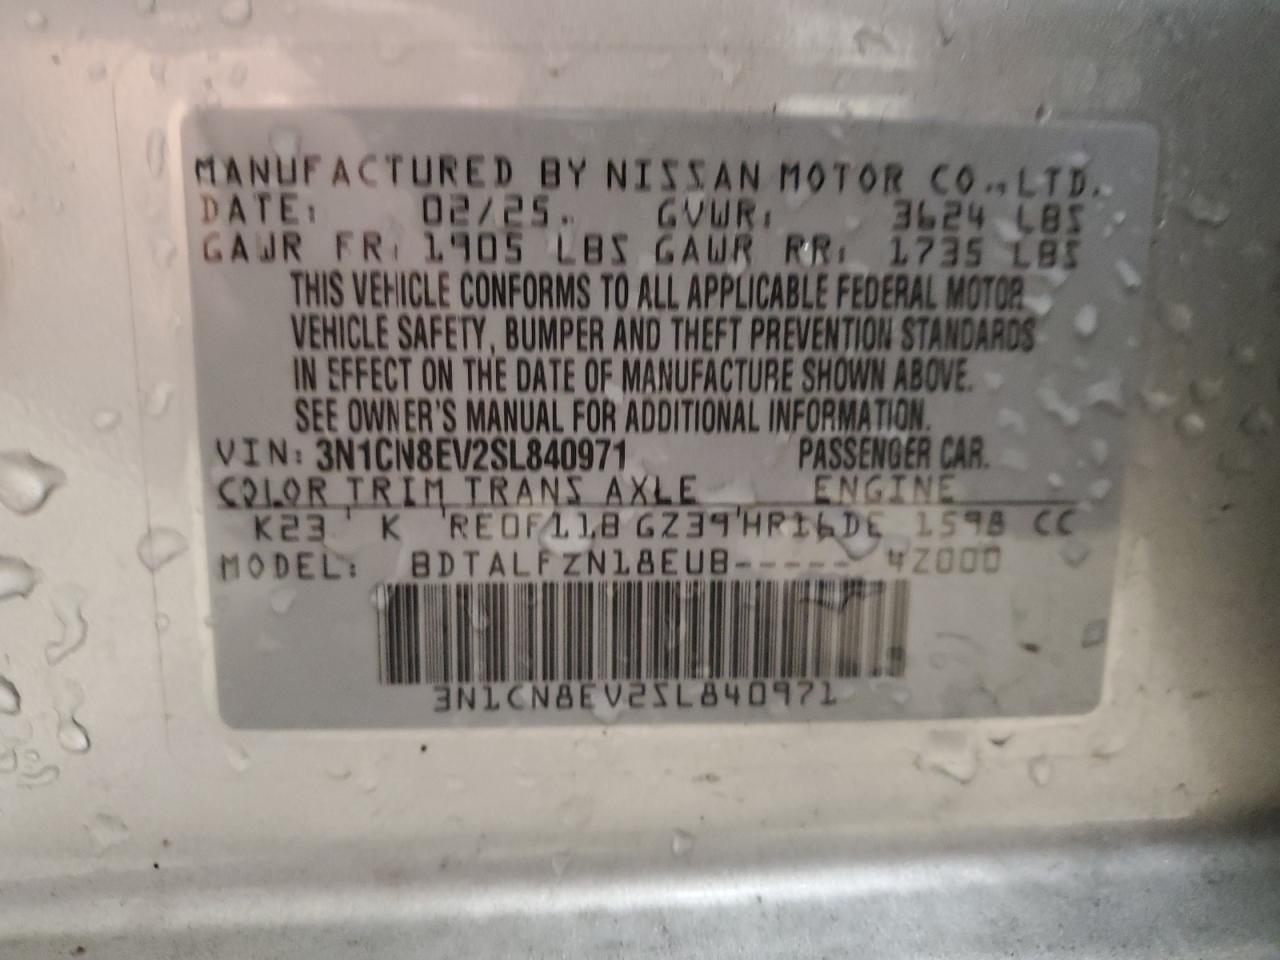 MANUFACTURED BY NISSAN MOTOR CO., LTD.
DATE: 02/25. GVWR: 3624 LBS
GAWR FR: 1905 LBS GAWR RR: 1735 LBS
THIS VEHICLE CONFORMS TO ALL APPLICABLE FEDERAL MOTOR
VEHICLE SAFETY, BUMPER AND THEFT PREVENTION STANDARDS
IN EFFECT ON THE DATE OF MANUFACTURE SHOWN ABOVE.
SEE OWNER'S MANUAL FOR ADDITIONAL INFORMATION.
VIN: 3N1CN8EV2SL840971 PASSENGER CAR.
COLOR TRIM TRANS AXLE ENGINE
K23 K RE0F11B GZ39 HR16DE 1598 CC
MODEL: BDTALFZN18EUB----- 4Z000
3N1CN8EV2SL840971